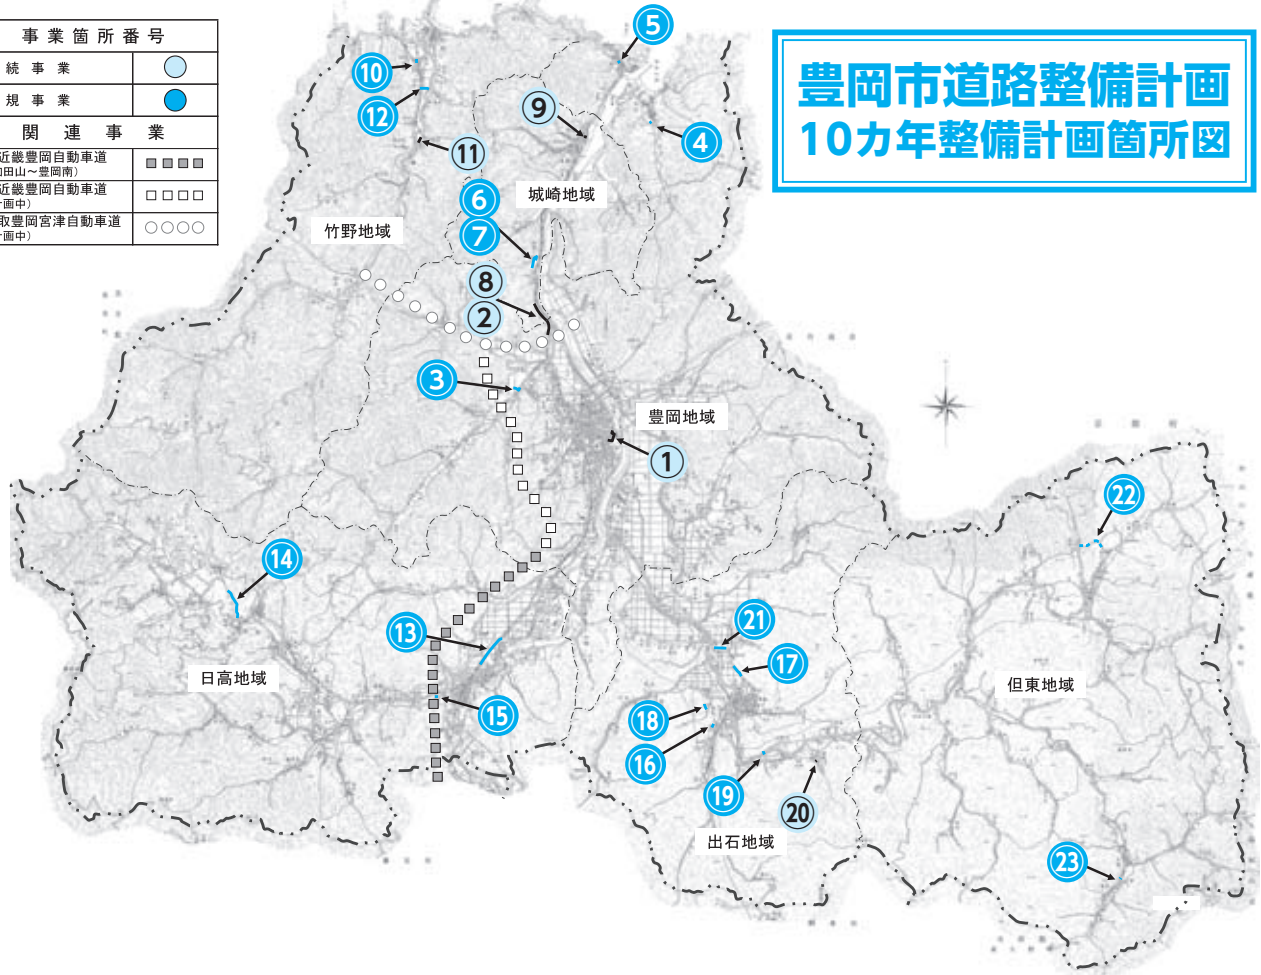 事業箇所番号
続事業
規事業
関連事業
近畿豊岡自動車道
田山～豊岡南）
近畿豊岡自動車道
画中）
取豊岡宮津自動車道
画中）
豊岡市道路整備計画
10カ年整備計画箇所図
5
10
9
12
4
11
城崎地域
6
竹野地域
7
8
2
3
豊岡地域
1
22
14
21
13
17
日高地域
但東地域
15
18
16
19
20
出石地域
23